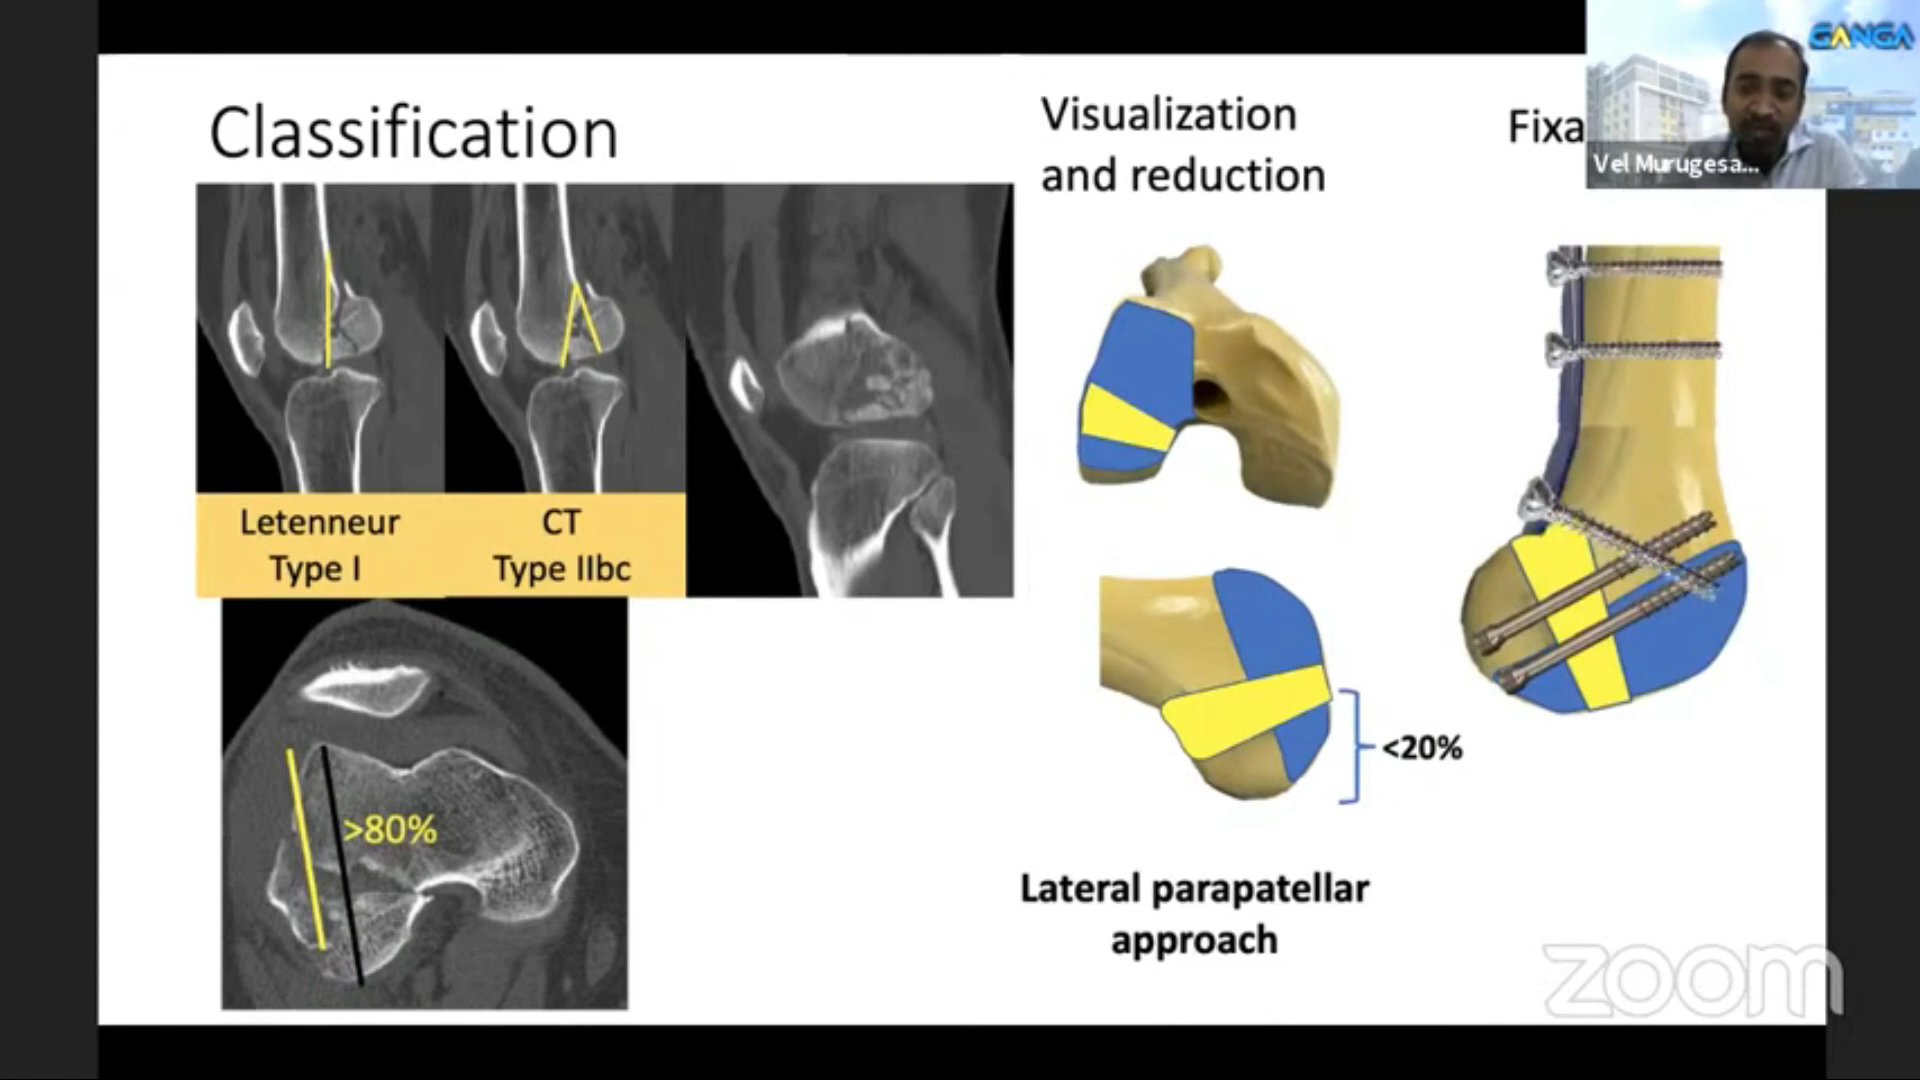 Classification
Visualization
and reduction
Fixa
GANGA
Vel Murugesa...
Letenneur
Type I
CT
Type IIbc
>80%
<20%
Lateral parapatellar
approach
zoom